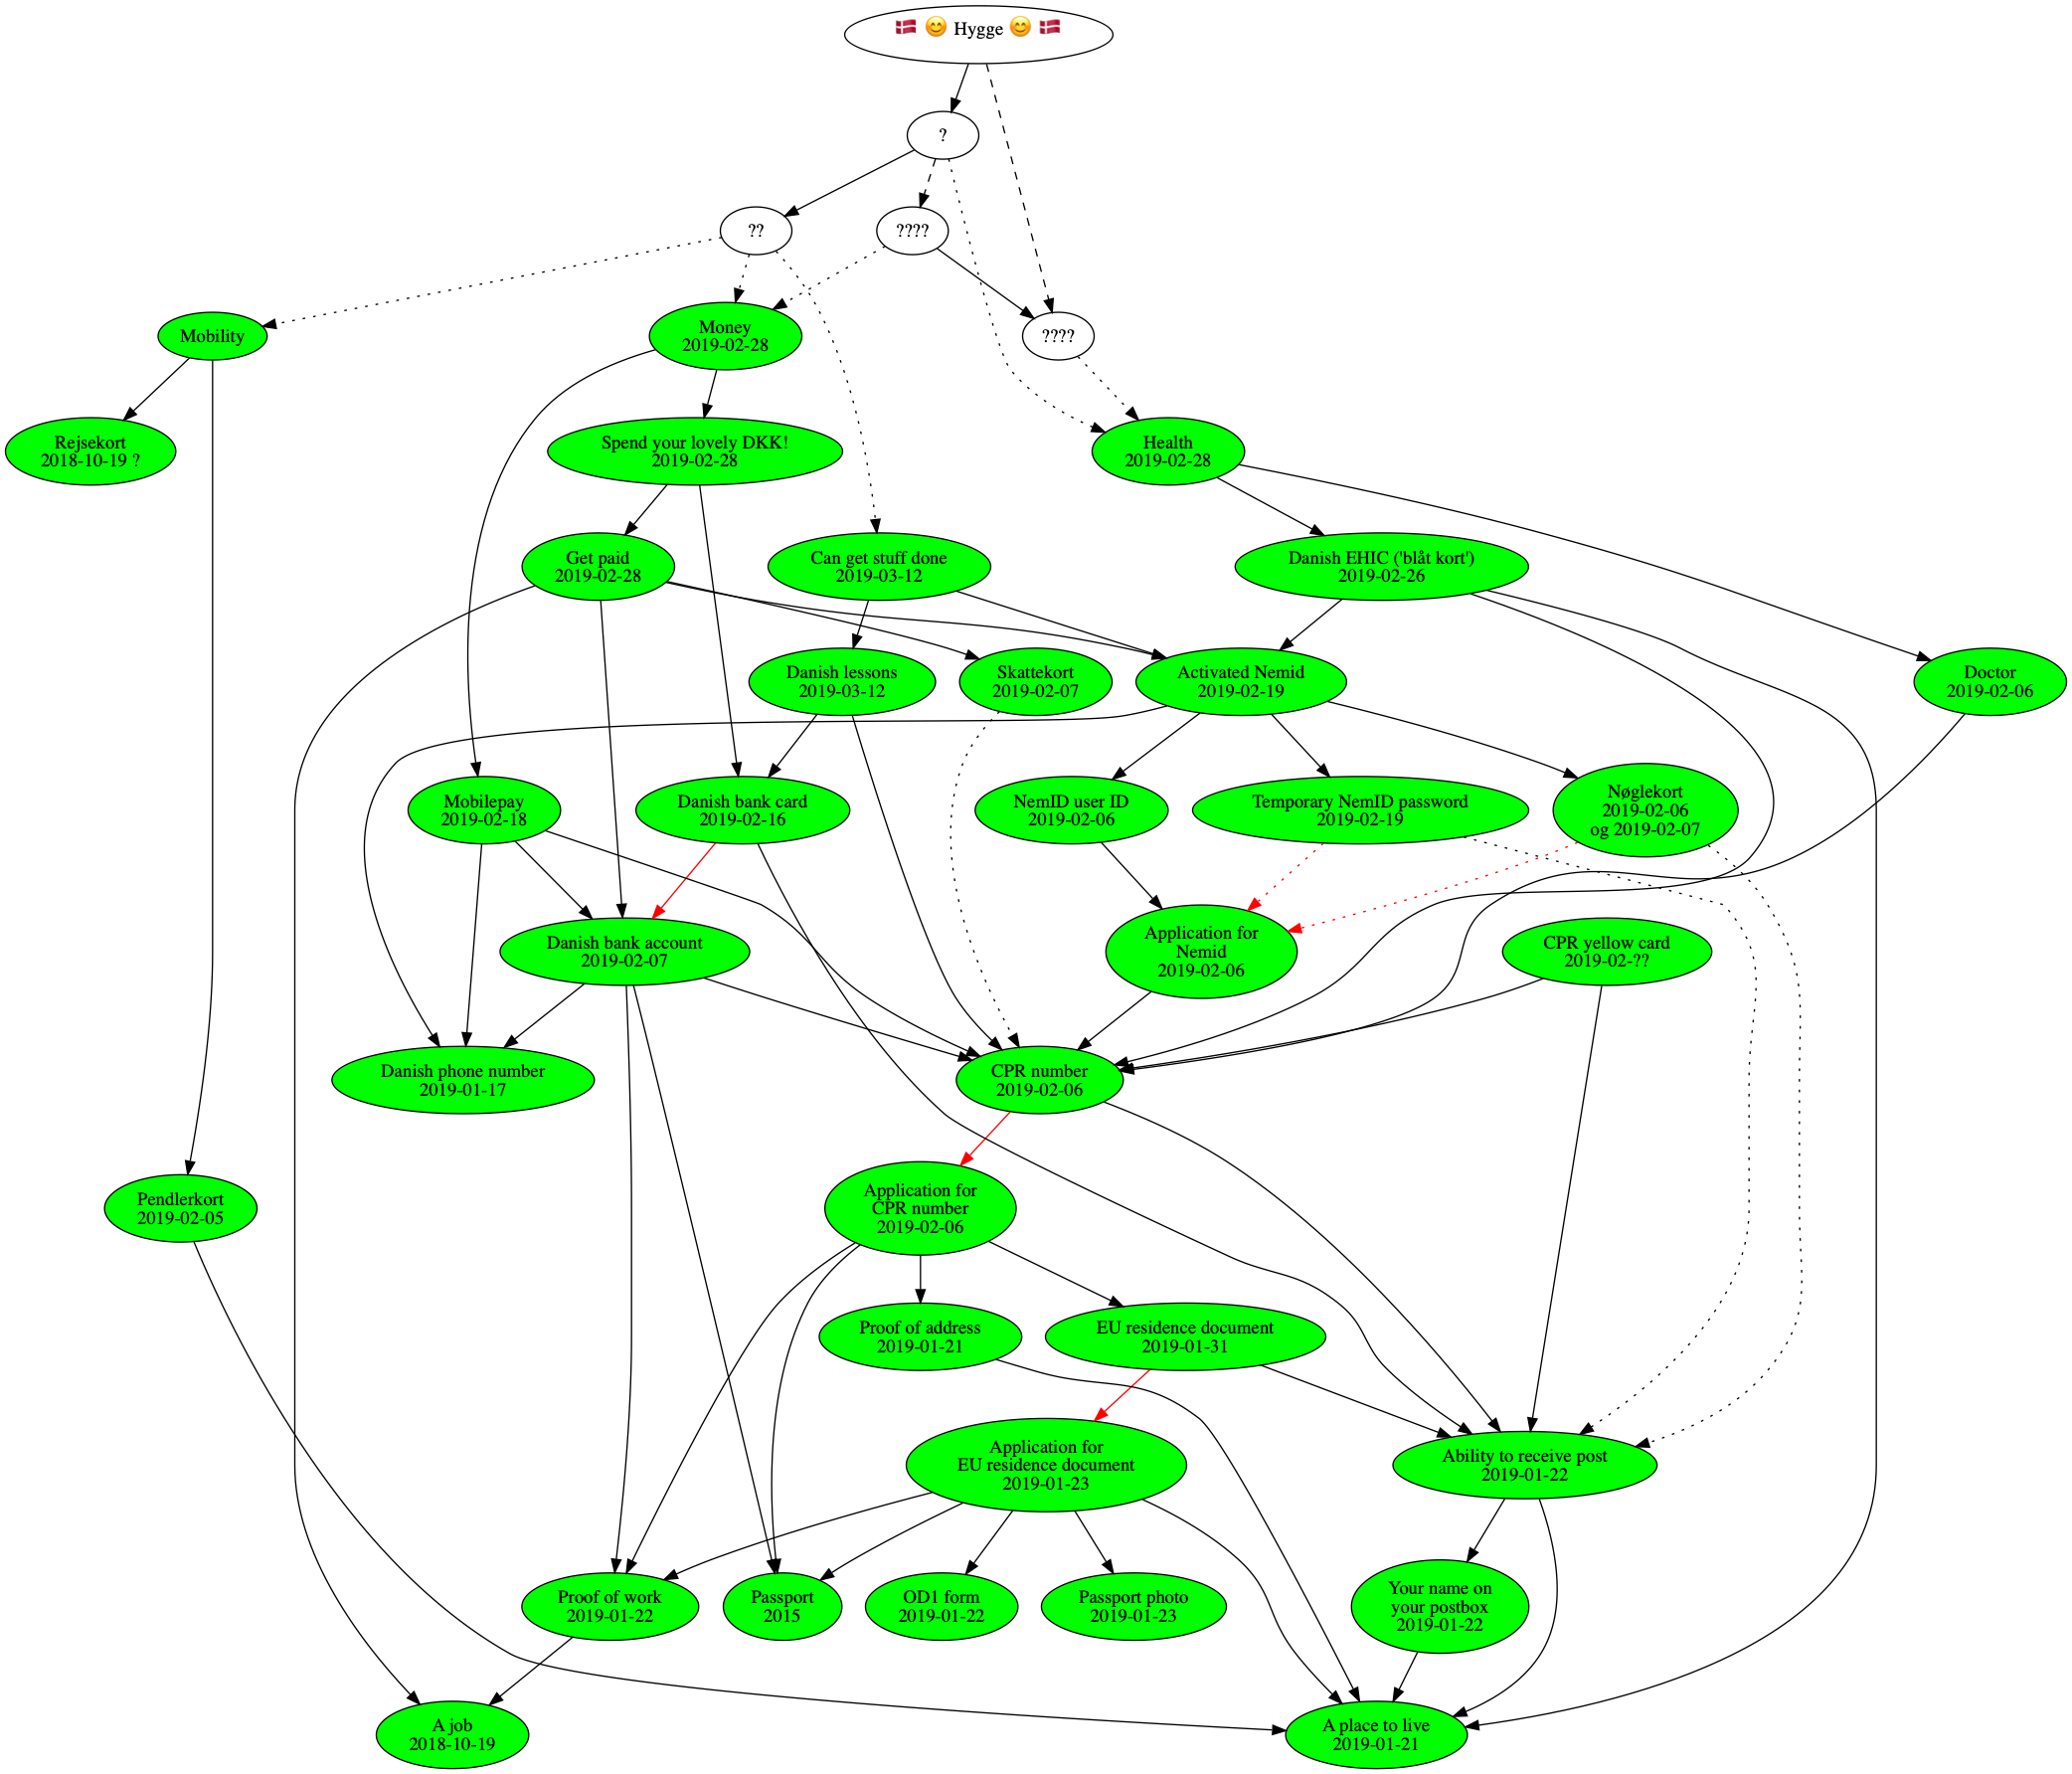 🇩🇰 😊 Hygge 😊 🇩🇰
?
??
????
Mobility
Money
2019-02-28
????
Rejsekort
2018-10-19 ?
Spend your lovely DKK!
2019-02-28
Health
2019-02-28
Get paid
2019-02-28
Can get stuff done
2019-03-12
Danish EHIC ('blåt kort')
2019-02-26
Danish lessons
2019-03-12
Skattekort
2019-02-07
Activated Nemid
2019-02-19
Doctor
2019-02-06
Mobilepay
2019-02-18
Danish bank card
2019-02-16
NemID user ID
2019-02-06
Temporary NemID password
2019-02-19
Nøglekort
2019-02-06
og 2019-02-07
Danish bank account
2019-02-07
Application for
Nemid
2019-02-06
CPR yellow card
2019-02-??
Danish phone number
2019-01-17
CPR number
2019-02-06
Pendlerkort
2019-02-05
Application for
CPR number
2019-02-06
Proof of address
2019-01-21
EU residence document
2019-01-31
Application for
EU residence document
2019-01-23
Ability to receive post
2019-01-22
Proof of work
2019-01-22
Passport
2015
OD1 form
2019-01-22
Passport photo
2019-01-23
Your name on
your postbox
2019-01-22
A job
2018-10-19
A place to live
2019-01-21